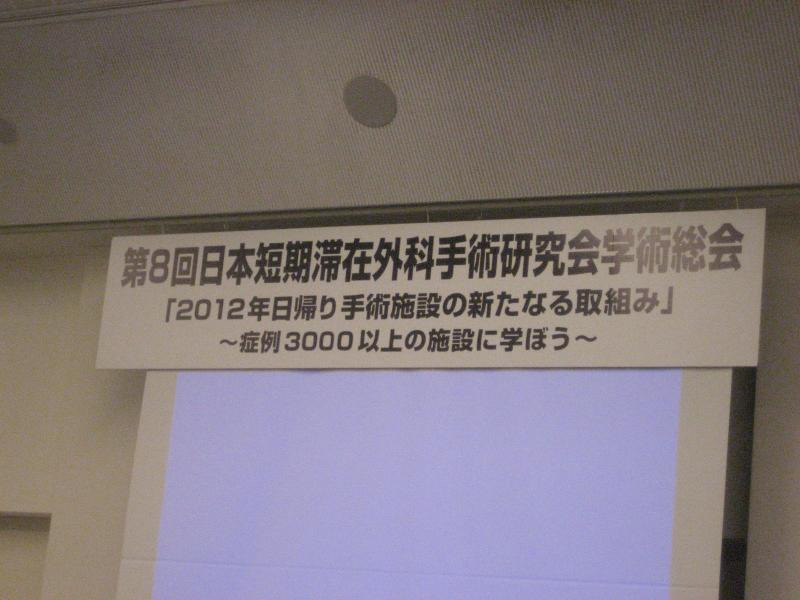 第8回日本短期滞在外科手術研究会学術総会
「2012年日帰り手術施設の新たなる取組み」
～症例3000以上の施設に学ぼう～